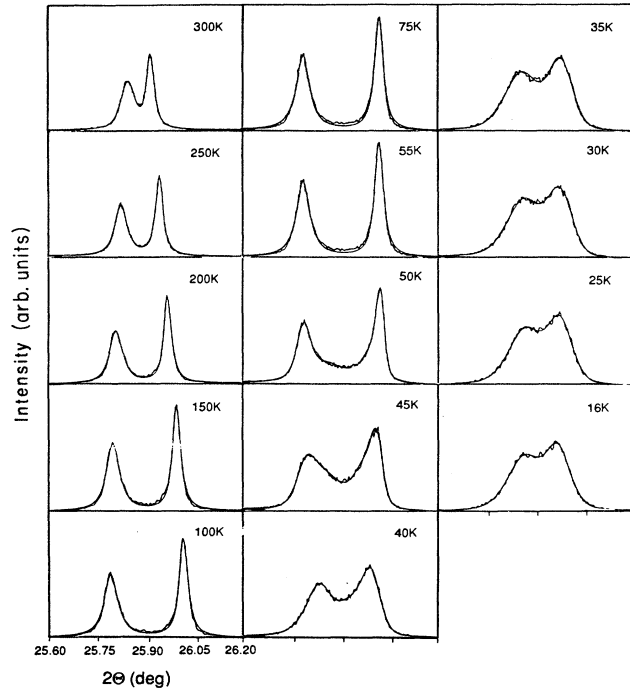 300K
75K
35K
250K
55K
30K
200K
50K
25K
150K
45K
16K
100K
40K
Intensity (arb. units)
25.60 25.75 25.90 26.05 26.20
2Θ (deg)